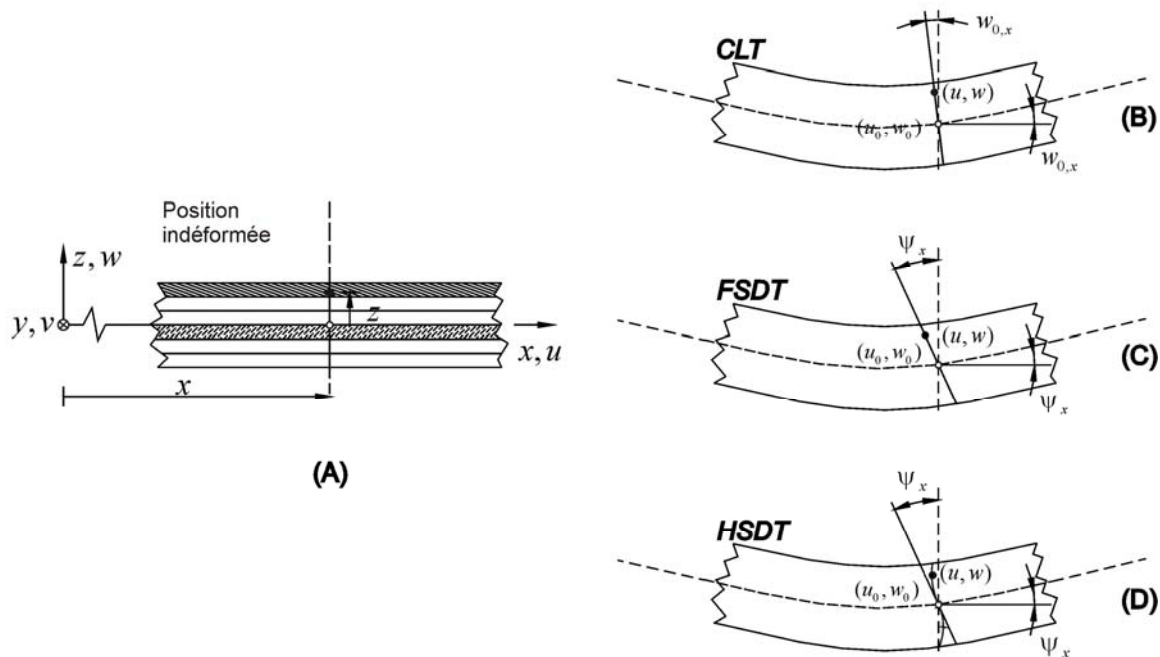 Position
indéformée
z, w
y, v
z
x, u
x
(A)
w₀,ₓ
CLT
(u, w)
(u₀, w₀)
(B)
w₀,ₓ
ψₓ
FSDT
(u, w)
(u₀, w₀)
(C)
ψₓ
ψₓ
HSDT
(u, w)
(u₀, w₀)
(D)
ψₓ